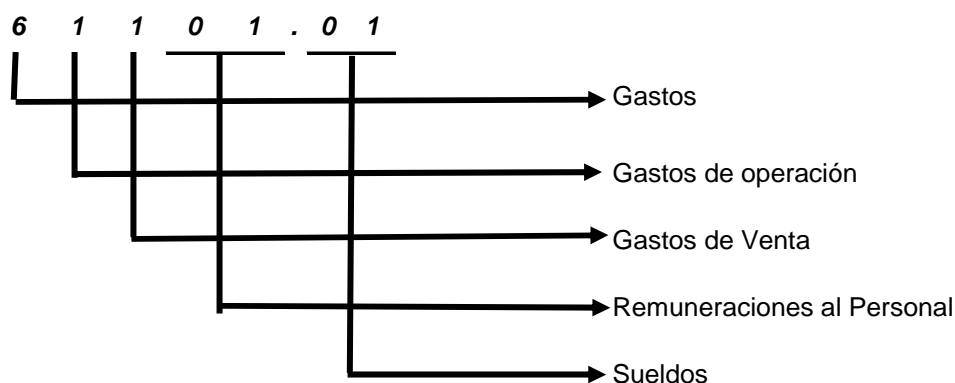 6 1 1 0 1 . 0 1
Gastos
Gastos de operación
Gastos de Venta
Remuneraciones al Personal
Sueldos